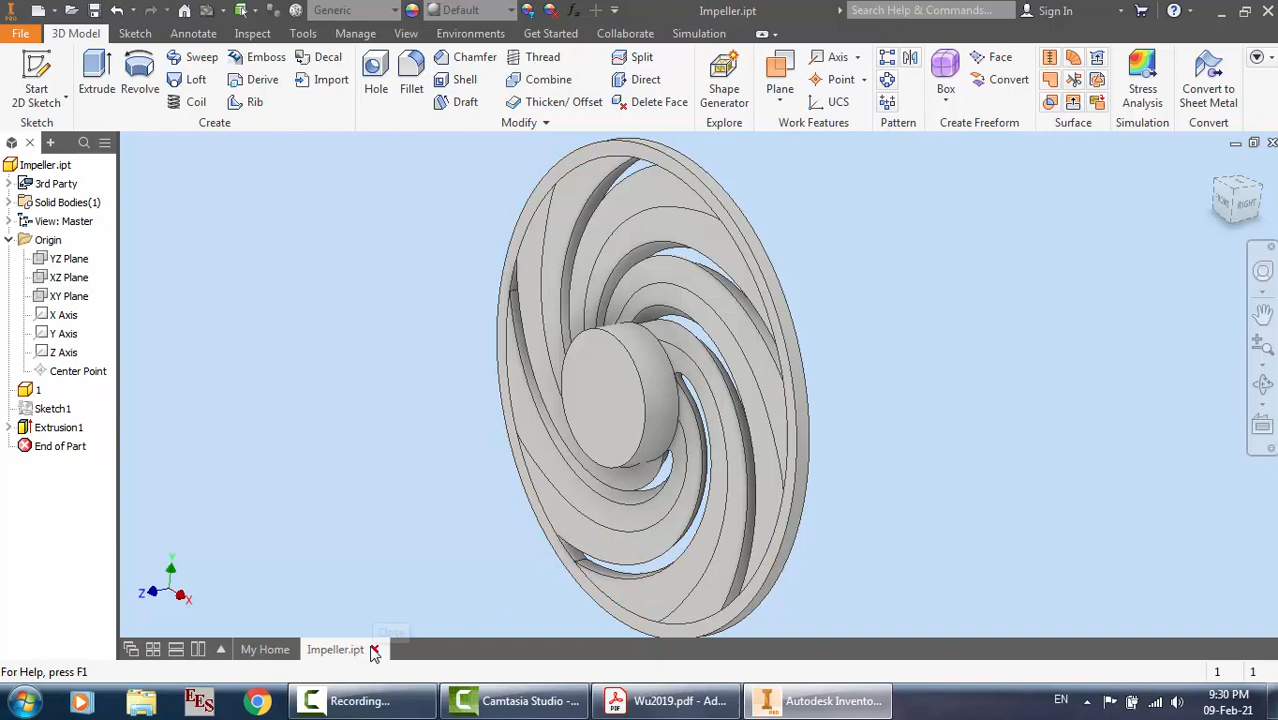 PRO
Generic
Default
Impeller.ipt
Search Help & Commands...
Sign In
File
3D Model
Sketch
Annotate
Inspect
Tools
Manage
View
Environments
Get Started
Collaborate
Simulation
Start
2D Sketch
Extrude
Revolve
Sweep
Loft
Coil
Emboss
Derive
Rib
Decal
Import
Hole
Fillet
Chamfer
Shell
Draft
Thread
Combine
Thicken/ Offset
Split
Direct
Delete Face
Shape
Generator
Plane
Axis
Point
UCS
Box
Face
Convert
Stress
Analysis
Convert to
Sheet Metal
Sketch
Create
Modify
Explore
Work Features
Pattern
Create Freeform
Surface
Simulation
Convert
Impeller.ipt
3rd Party
Solid Bodies(1)
View: Master
Origin
YZ Plane
XZ Plane
XY Plane
X Axis
Y Axis
Z Axis
Center Point
1
Sketch1
Extrusion1
End of Part
RIGHT
Y
Z
X
Close
My Home
Impeller.ipt
For Help, press F1
1
1
EES
Recording...
Camtasia Studio -...
Wu2019.pdf - Ad...
Autodesk Invento...
EN
9:30 PM
09-Feb-21